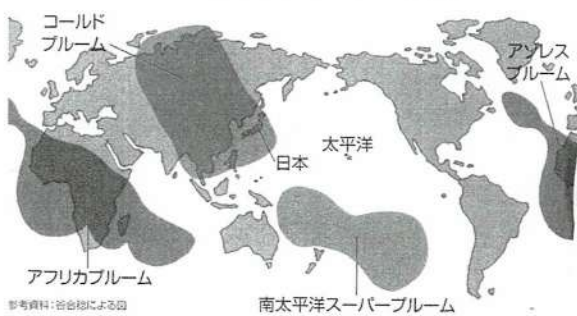 コールド
プルーム
アゾレス
プルーム
太平洋
日本
アフリカプルーム
南太平洋スーパープルーム
参考資料:谷合稔による図